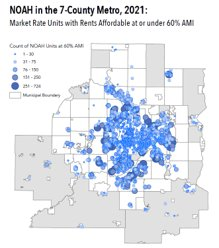 NOAH in the 7-County Metro, 2021:
Market Rate Units with Rents Affordable at or under 60% AMI
Count of NOAH Units at 60% AMI
1 - 30
31 - 75
76 - 150
151 - 250
251 - 726
Municipal Boundary